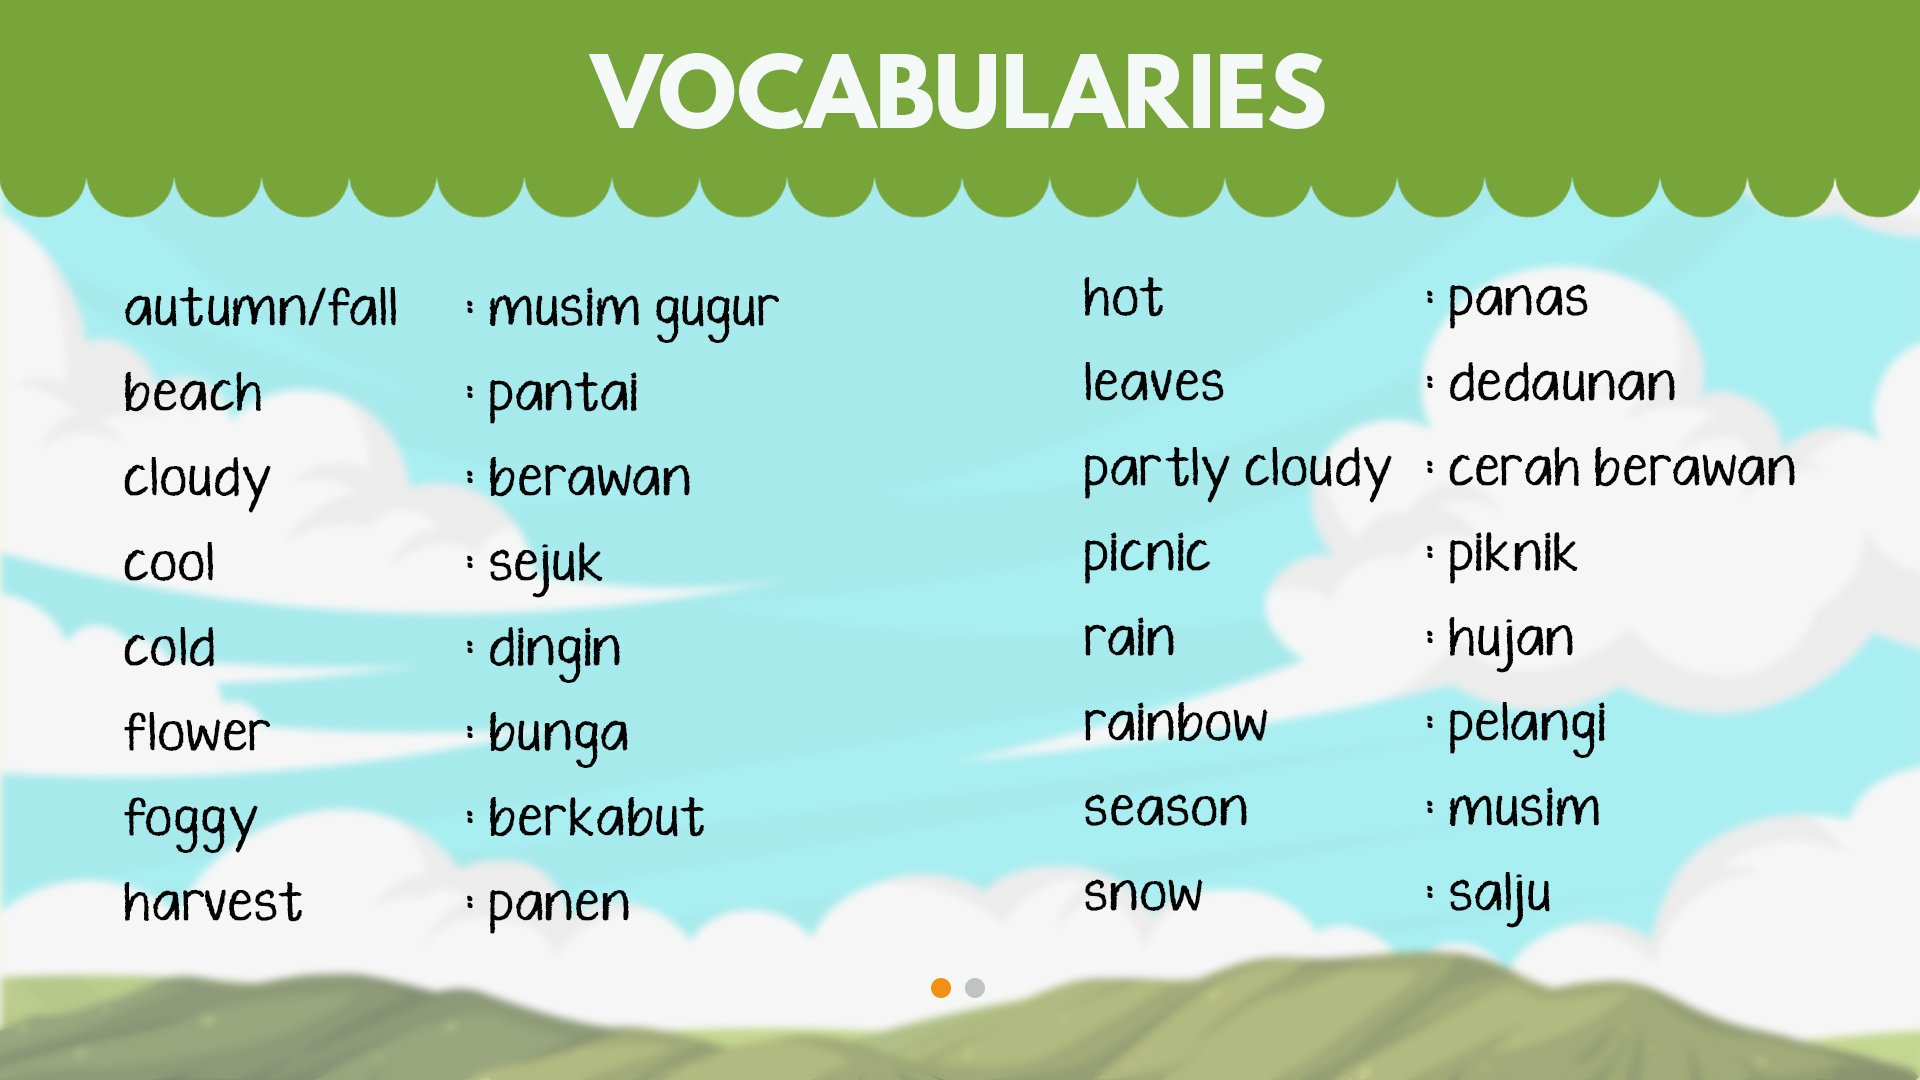 VOCABULARIES
autumn/fall : musim gugur
beach : pantai
cloudy : berawan
cool : sejuk
cold : dingin
flower : bunga
foggy : berkabut
harvest : panen
hot : panas
leaves : dedaunan
partly cloudy : cerah berawan
picnic : piknik
rain : hujan
rainbow : pelangi
season : musim
snow : salju